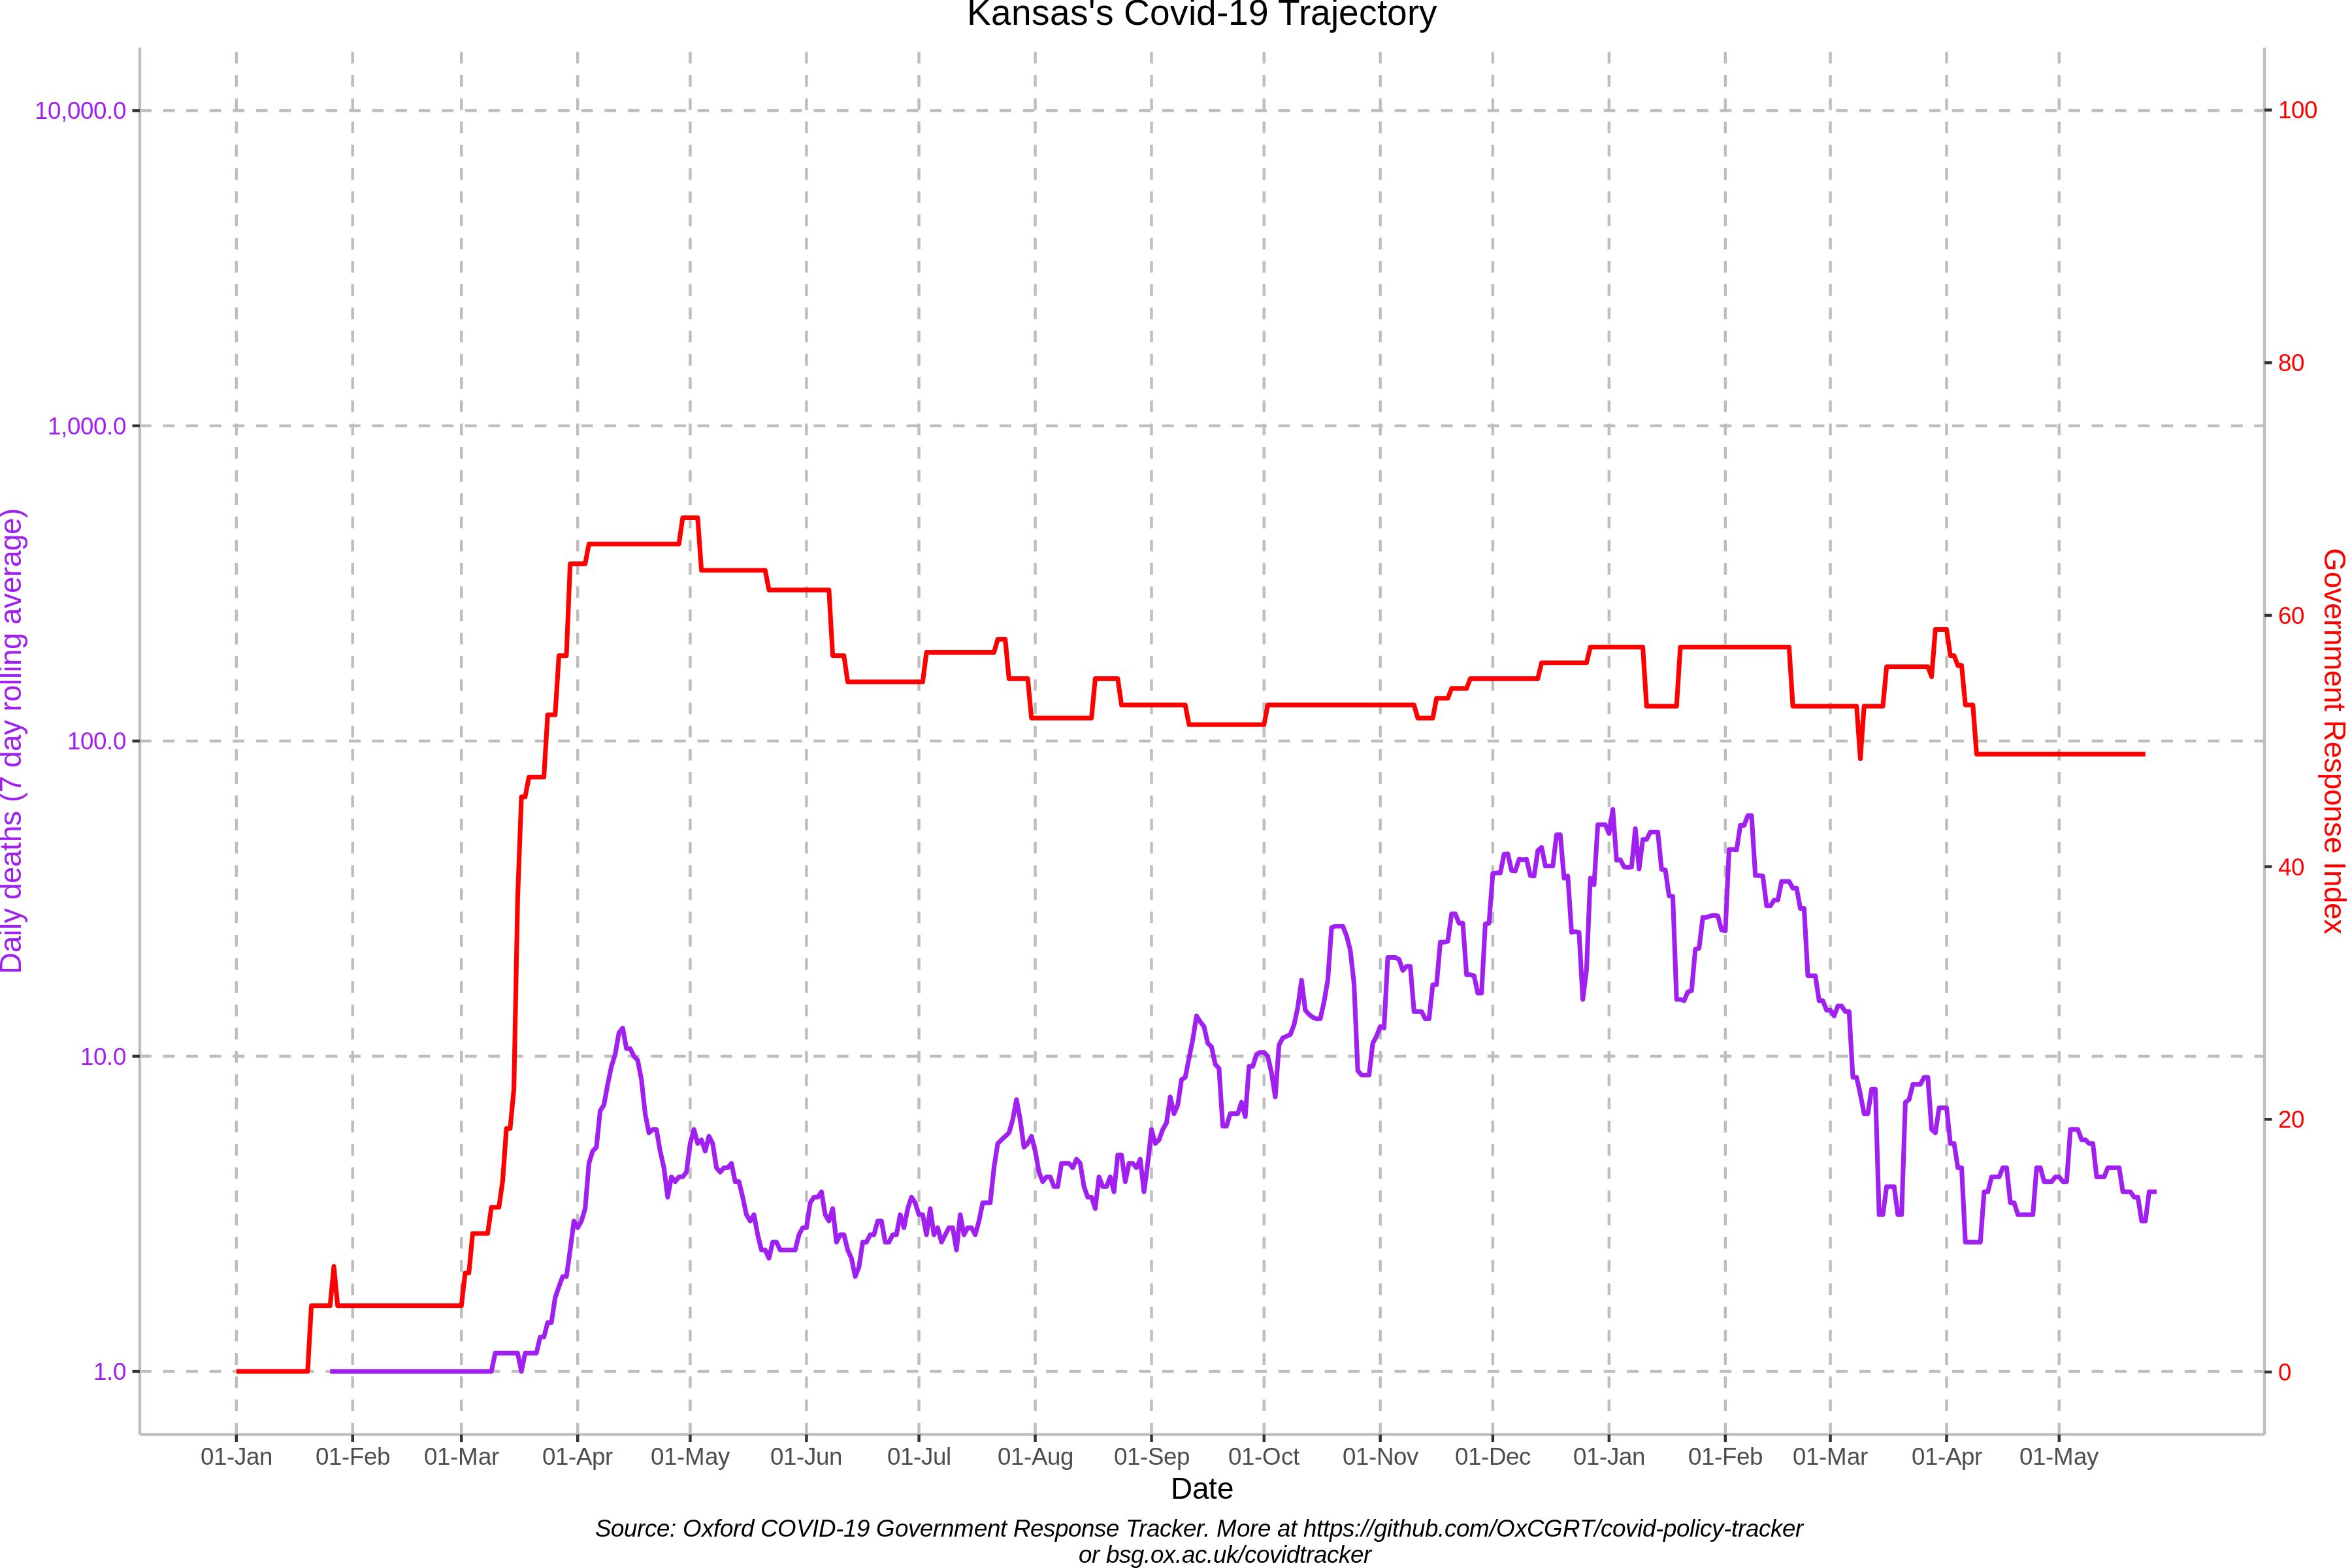 Kansas's Covid-19 Trajectory
10,000.0
1,000.0
100.0
10.0
1.0
Daily deaths (7 day rolling average)
100
80
60
40
20
0
Government Response Index
01-Jan 01-Feb 01-Mar 01-Apr 01-May 01-Jun 01-Jul 01-Aug 01-Sep 01-Oct 01-Nov 01-Dec 01-Jan 01-Feb 01-Mar 01-Apr 01-May
Date
Source: Oxford COVID-19 Government Response Tracker. More at https://github.com/OxCGRT/covid-policy-tracker
or bsg.ox.ac.uk/covidtracker